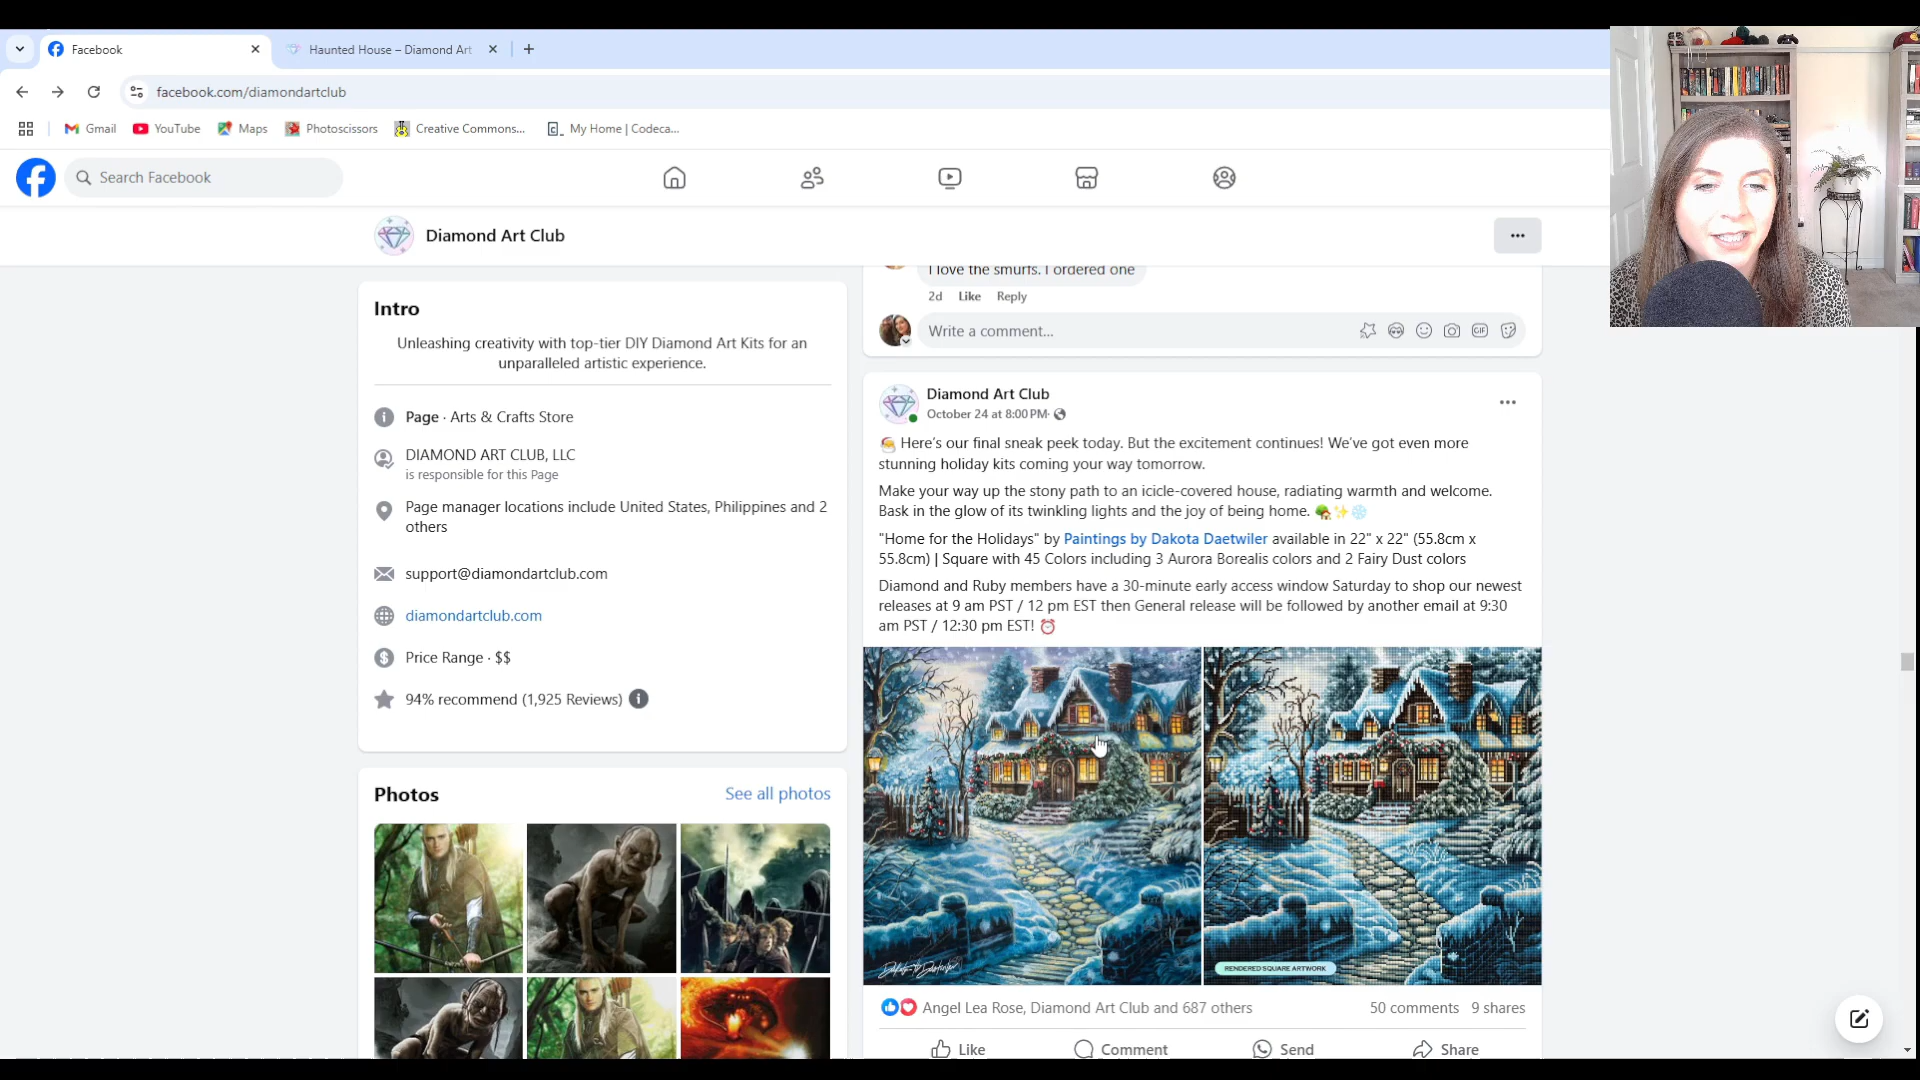 Facebook
Haunted House – Diamond Art
facebook.com/diamondartclub
Gmail
YouTube
Maps
Photoscissors
Creative Commons...
My Home | Codeca...
Search Facebook
Diamond Art Club
Intro
Unleashing creativity with top-tier DIY Diamond Art Kits for an
unparalleled artistic experience.
Page · Arts & Crafts Store
DIAMOND ART CLUB, LLC
is responsible for this Page
Page manager locations include United States, Philippines and 2
others
support@diamondartclub.com
diamondartclub.com
Price Range · $$
94% recommend (1,925 Reviews)
Photos
See all photos
I love the smurfs. I ordered one
2d Like Reply
Write a comment...
GIF
Diamond Art Club
October 24 at 8:00 PM ·
Here's our final sneak peek today. But the excitement continues! We've got even more
stunning holiday kits coming your way tomorrow.
Make your way up the stony path to an icicle-covered house, radiating warmth and welcome.
Bask in the glow of its twinkling lights and the joy of being home.
"Home for the Holidays" by Paintings by Dakota Daetwiler available in 22" x 22" (55.8cm x
55.8cm) | Square with 45 Colors including 3 Aurora Borealis colors and 2 Fairy Dust colors
Diamond and Ruby members have a 30-minute early access window Saturday to shop our newest
releases at 9 am PST / 12 pm EST then General release will be followed by another email at 9:30
am PST / 12:30 pm EST!
RENDERED SQUARE ARTWORK
Angel Lea Rose, Diamond Art Club and 687 others
50 comments 9 shares
Like
Comment
Send
Share